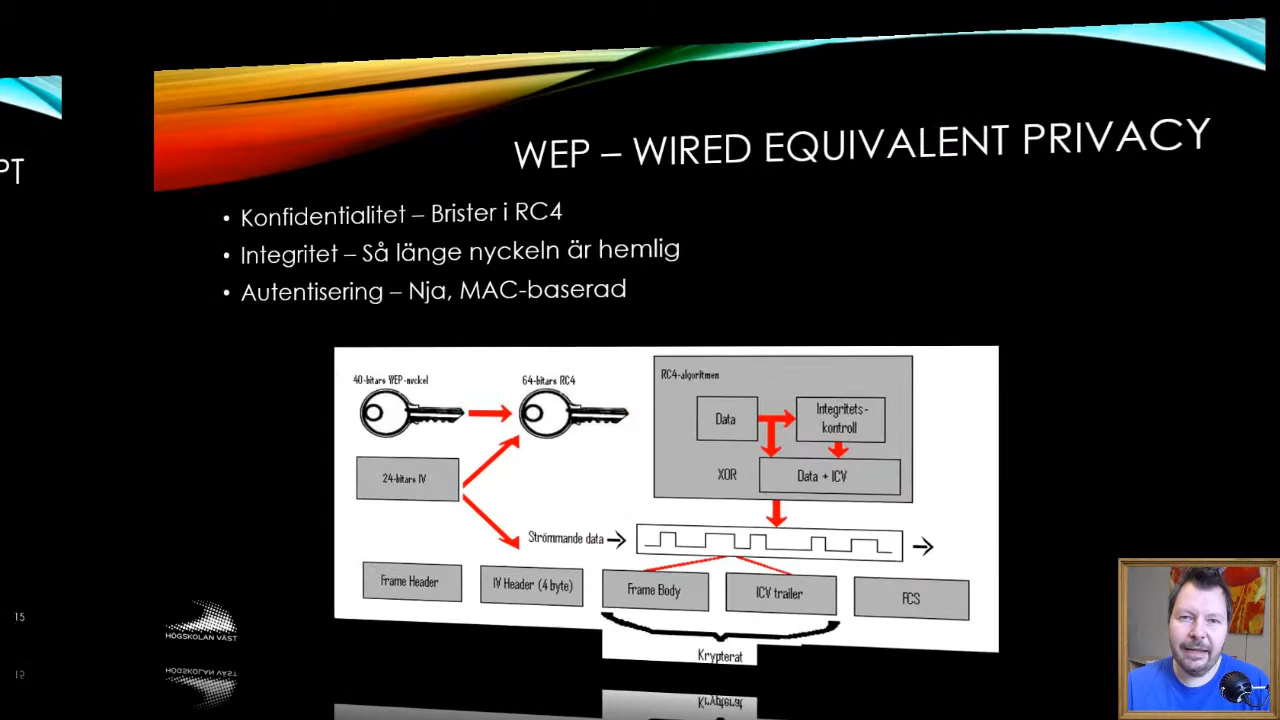 PT
WEP – WIRED EQUIVALENT PRIVACY
• Konfidentialitet – Brister i RC4
• Integritet – Så länge nyckeln är hemlig
• Autentisering – Nja, MAC-baserad
40-bitars WEP-nyckel
64-bitars RC4
RC4-algoritmen
Data
Integritets-
kontroll
24-bitars IV
XOR
Data + ICV
Strömmande data
Frame Header
IV Header (4 byte)
Frame Body
ICV trailer
FCS
Krypterat
15
HÖGSKOLAN VÄST